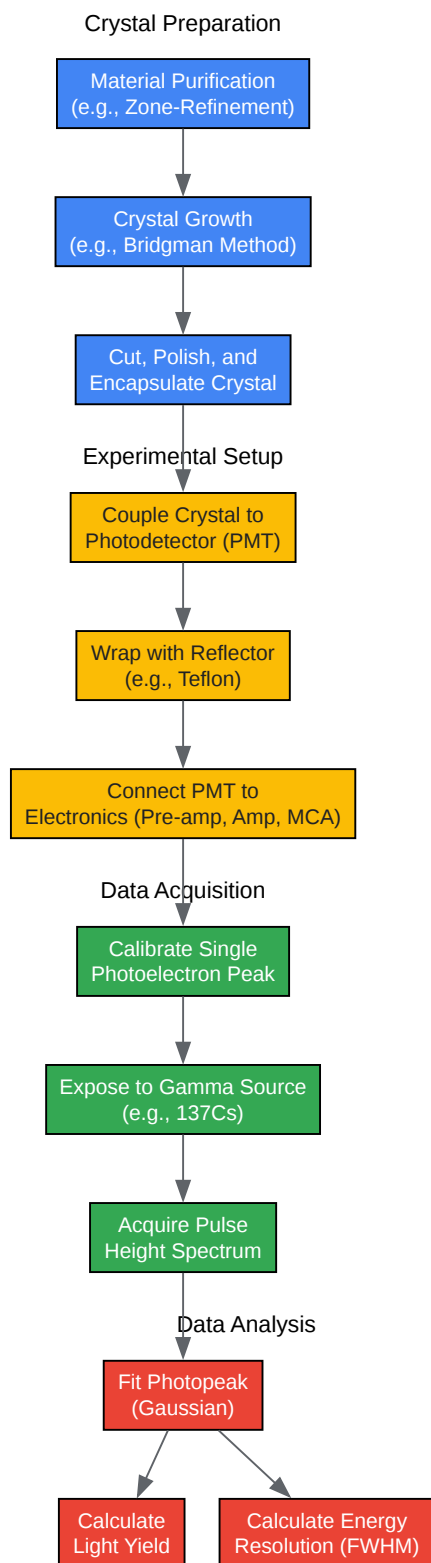 Crystal Preparation
Material Purification
(e.g., Zone-Refinement)
Crystal Growth
(e.g., Bridgman Method)
Cut, Polish, and
Encapsulate Crystal
Experimental Setup
Couple Crystal to
Photodetector (PMT)
Wrap with Reflector
(e.g., Teflon)
Connect PMT to
Electronics (Pre-amp, Amp, MCA)
Data Acquisition
Calibrate Single
Photoelectron Peak
Expose to Gamma Source
(e.g., 137Cs)
Acquire Pulse
Height Spectrum
Data Analysis
Fit Photopeak
(Gaussian)
Calculate
Light Yield
Calculate Energy
Resolution (FWHM)